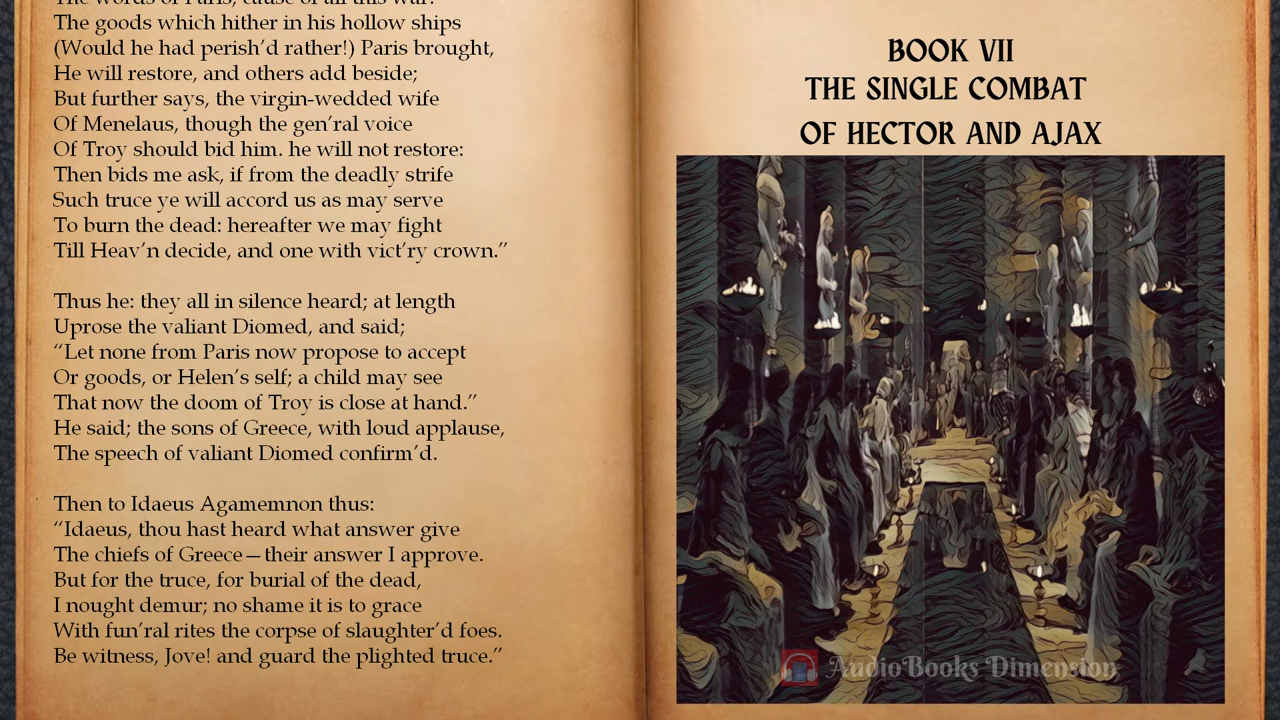 The words of Paris, cause of all this war:
The goods which hither in his hollow ships
(Would he had perish’d rather!) Paris brought,
He will restore, and others add beside;
But further says, the virgin-wedded wife
Of Menelaus, though the gen’ral voice
Of Troy should bid him. he will not restore:
Then bids me ask, if from the deadly strife
Such truce ye will accord us as may serve
To burn the dead: hereafter we may fight
Till Heav’n decide, and one with vict’ry crown.”
Thus he: they all in silence heard; at length
Uprose the valiant Diomed, and said;
“Let none from Paris now propose to accept
Or goods, or Helen’s self; a child may see
That now the doom of Troy is close at hand.”
He said; the sons of Greece, with loud applause,
The speech of valiant Diomed confirm’d.
Then to Idaeus Agamemnon thus:
“Idaeus, thou hast heard what answer give
The chiefs of Greece—their answer I approve.
But for the truce, for burial of the dead,
I nought demur; no shame it is to grace
With fun’ral rites the corpse of slaughter’d foes.
Be witness, Jove! and guard the plighted truce.”
BOOK VII
THE SINGLE COMBAT
OF HECTOR AND AJAX
AudioBooks Dimension